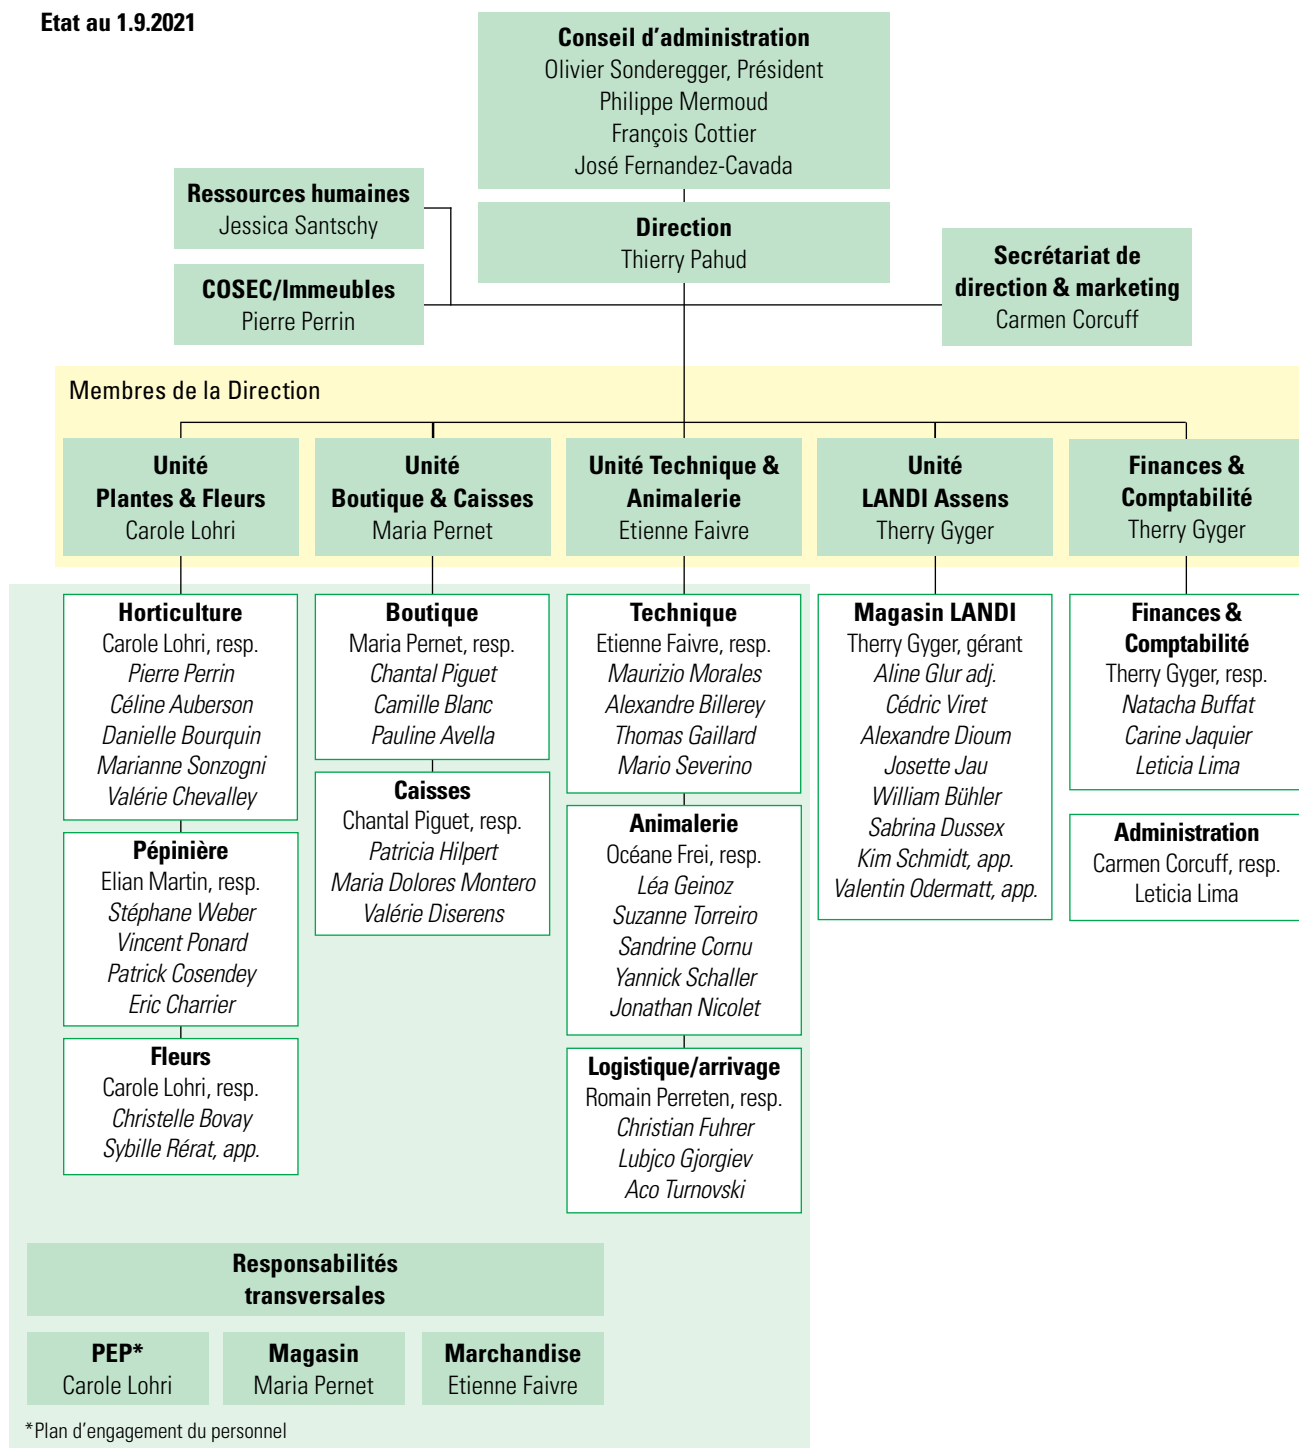 Etat au 1.9.2021
Conseil d’administration
Olivier Sonderegger, Président
Philippe Mermoud
François Cottier
José Fernandez-Cavada
Ressources humaines
Jessica Santschy
Direction
Thierry Pahud
COSEC/Immeubles
Pierre Perrin
Secrétariat de
direction & marketing
Carmen Corcuff
Membres de la Direction
Unité
Plantes & Fleurs
Carole Lohri
Unité
Boutique & Caisses
Maria Pernet
Unité Technique &
Animalerie
Etienne Faivre
Unité
LANDI Assens
Therry Gyger
Finances &
Comptabilité
Therry Gyger
Horticulture
Carole Lohri, resp.
Pierre Perrin
Céline Auberson
Danielle Bourquin
Marianne Sonzogni
Valérie Chevalley
Pépinière
Elian Martin, resp.
Stéphane Weber
Vincent Ponard
Patrick Cosendey
Eric Charrier
Fleurs
Carole Lohri, resp.
Christelle Bovay
Sybille Rérat, app.
Boutique
Maria Pernet, resp.
Chantal Piguet
Camille Blanc
Pauline Avella
Caisses
Chantal Piguet, resp.
Patricia Hilpert
Maria Dolores Montero
Valérie Diserens
Technique
Etienne Faivre, resp.
Maurizio Morales
Alexandre Billerey
Thomas Gaillard
Mario Severino
Animalerie
Océane Frei, resp.
Léa Geinoz
Suzanne Torreiro
Sandrine Cornu
Yannick Schaller
Jonathan Nicolet
Logistique/arrivage
Romain Perreten, resp.
Christian Fuhrer
Lubjco Gjorgiev
Aco Turnovski
Magasin LANDI
Therry Gyger, gérant
Aline Glur adj.
Cédric Viret
Alexandre Dioum
Josette Jau
William Bühler
Sabrina Dussex
Kim Schmidt, app.
Valentin Odermatt, app.
Finances &
Comptabilité
Therry Gyger, resp.
Natacha Buffat
Carine Jaquier
Leticia Lima
Administration
Carmen Corcuff, resp.
Leticia Lima
Responsabilités
transversales
PEP*
Carole Lohri
Magasin
Maria Pernet
Marchandise
Etienne Faivre
*Plan d’engagement du personnel